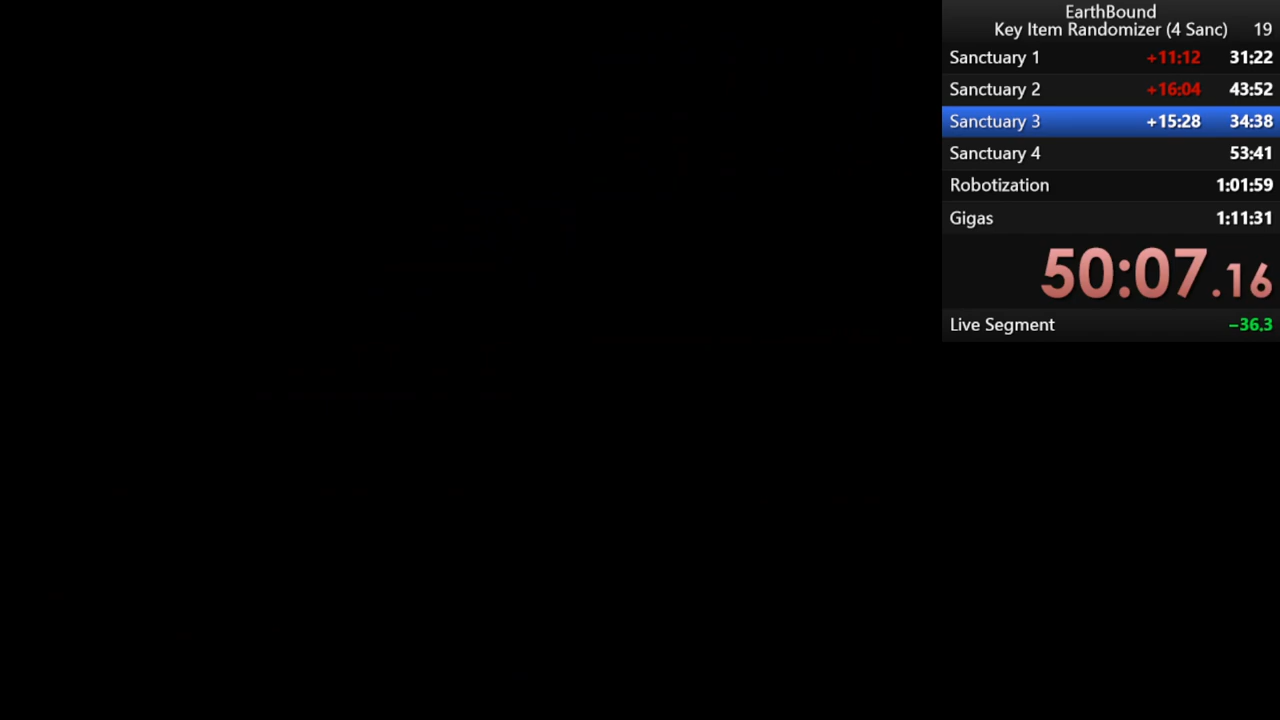 EarthBound
Key Item Randomizer (4 Sanc) 19
Sanctuary 1 +11:12 31:22
Sanctuary 2 +16:04 43:52
Sanctuary 3 +15:28 34:38
Sanctuary 4 53:41
Robotization 1:01:59
Gigas 1:11:31
50:07.16
Live Segment −36.3